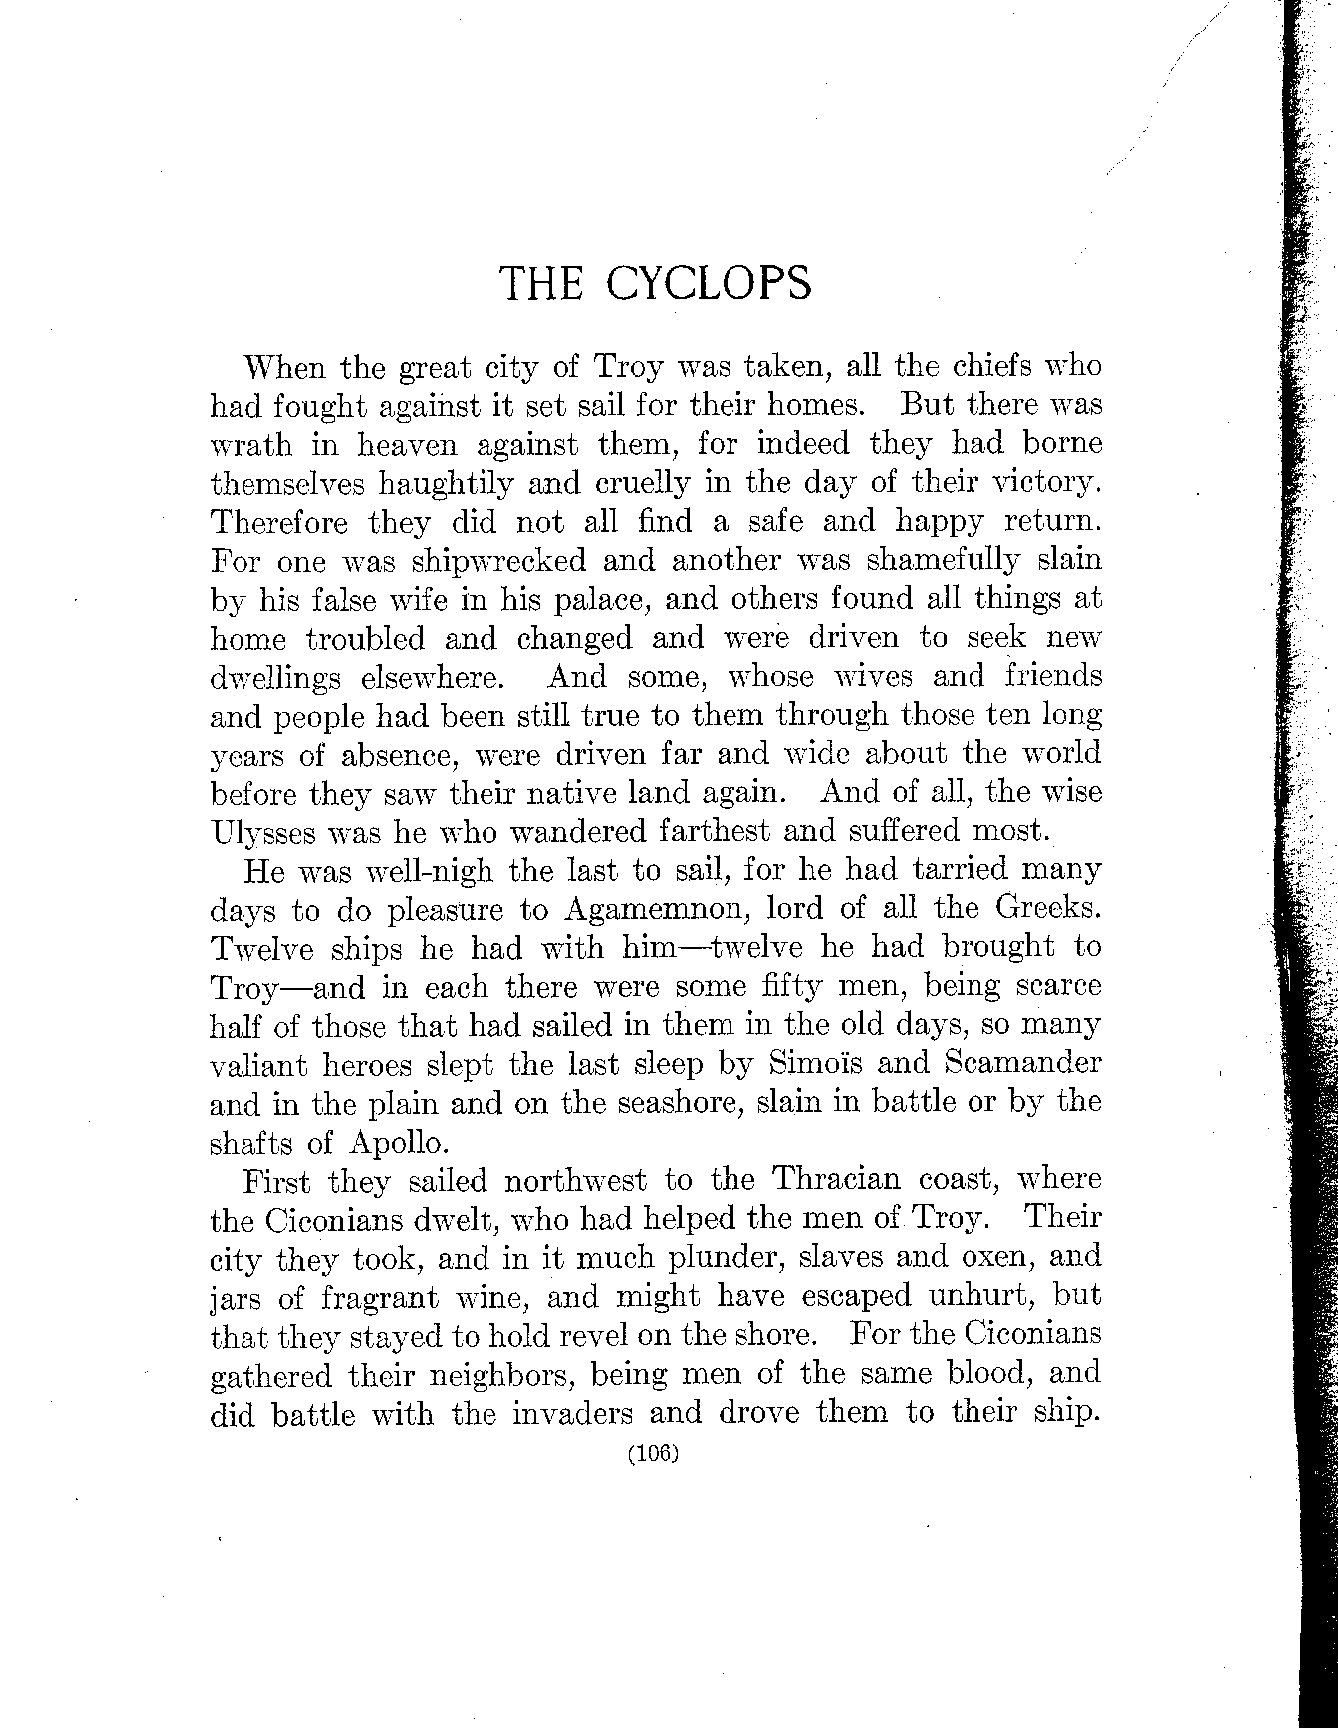 THE CYCLOPS
When the great city of Troy was taken, all the chiefs who
had fought against it set sail for their homes. But there was
wrath in heaven against them, for indeed they had borne
themselves haughtily and cruelly in the day of their victory.
Therefore they did not all find a safe and happy return.
For one was shipwrecked and another was shamefully slain
by his false wife in his palace, and others found all things at
home troubled and changed and were driven to seek new
dwellings elsewhere. And some, whose wives and friends
and people had been still true to them through those ten long
years of absence, were driven far and wide about the world
before they saw their native land again. And of all, the wise
Ulysses was he who wandered farthest and suffered most.
He was well-nigh the last to sail, for he had tarried many
days to do pleasure to Agamemnon, lord of all the Greeks.
Twelve ships he had with him—twelve he had brought to
Troy—and in each there were some fifty men, being scarce
half of those that had sailed in them in the old days, so many
valiant heroes slept the last sleep by Simoïs and Scamander
and in the plain and on the seashore, slain in battle or by the
shafts of Apollo.
First they sailed northwest to the Thracian coast, where
the Ciconians dwelt, who had helped the men of Troy. Their
city they took, and in it much plunder, slaves and oxen, and
jars of fragrant wine, and might have escaped unhurt, but
that they stayed to hold revel on the shore. For the Ciconians
gathered their neighbors, being men of the same blood, and
did battle with the invaders and drove them to their ship.
(106)